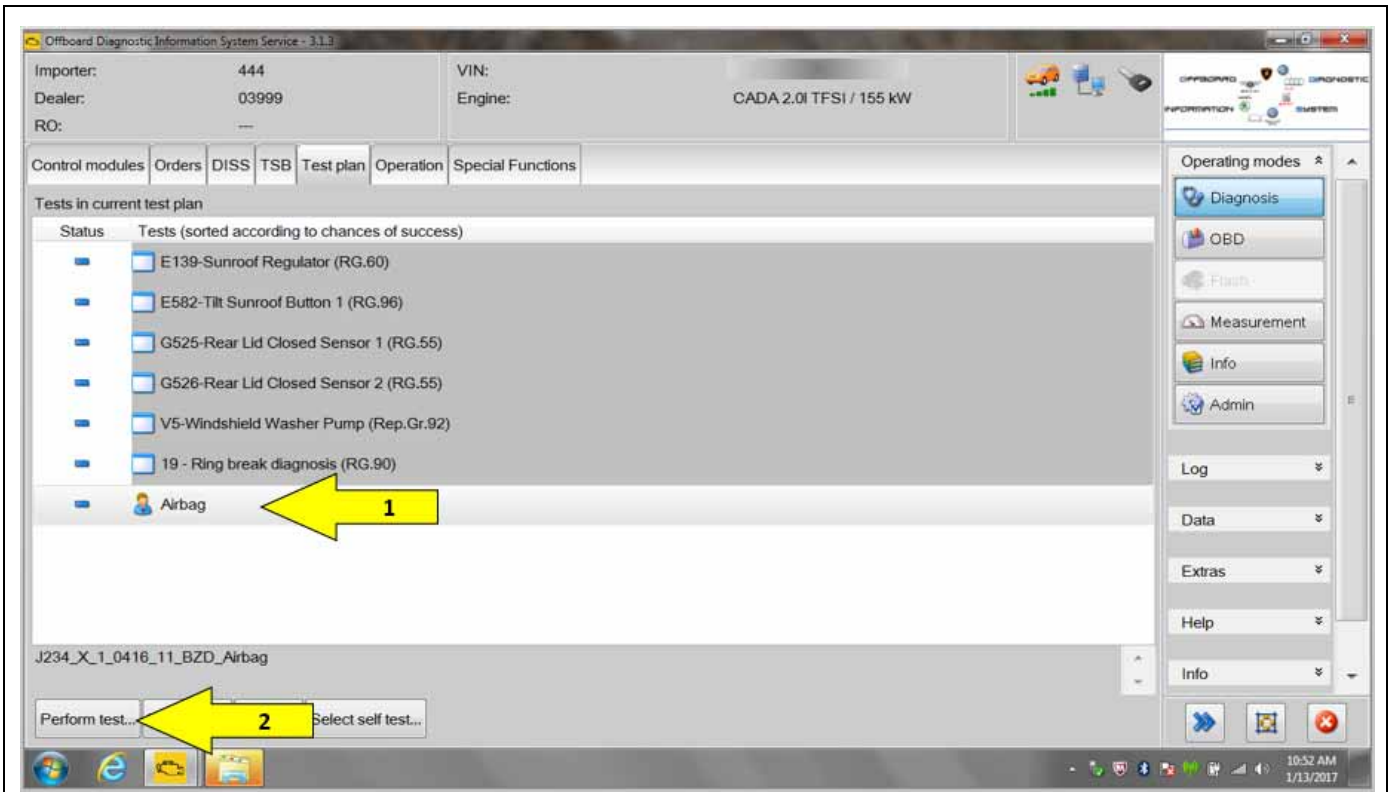 Offboard Diagnostic Information System Service - 3.1.3
Importer: 444 VIN:
Dealer: 03999 Engine: CADA 2.0l TFSI / 155 kW
RO: ---
OFFBOARD DIAGNOSTIC
INFORMATION SYSTEM
Control modules Orders DISS TSB Test plan Operation Special Functions
Tests in current test plan
Status Tests (sorted according to chances of success)
E139-Sunroof Regulator (RG.60)
E582-Tilt Sunroof Button 1 (RG.96)
G525-Rear Lid Closed Sensor 1 (RG.55)
G526-Rear Lid Closed Sensor 2 (RG.55)
V5-Windshield Washer Pump (Rep.Gr.92)
19 - Ring break diagnosis (RG.90)
Airbag 1
J234_X_1_0416_11_BZD_Airbag
Perform test... 2 Select self test...
Operating modes
Diagnosis
OBD
Flash
Measurement
Info
Admin
Log
Data
Extras
Help
Info
10:52 AM
1/13/2017